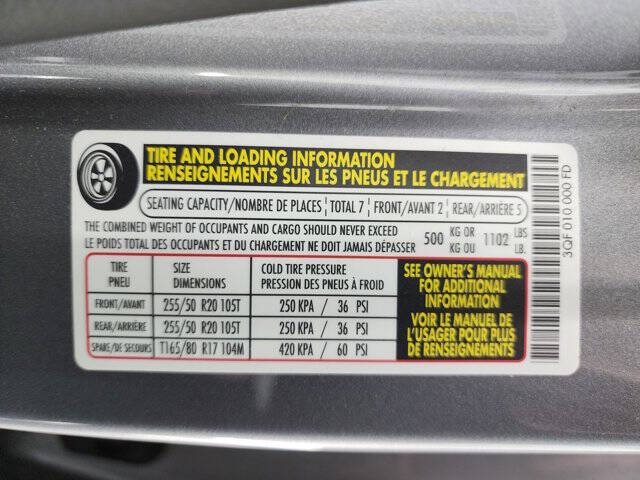 TIRE AND LOADING INFORMATION
RENSEIGNEMENTS SUR LES PNEUS ET LE CHARGEMENT
SEATING CAPACITY/NOMBRE DE PLACES TOTAL 7 FRONT/AVANT 2 REAR/ARRIÈRE 5
THE COMBINED WEIGHT OF OCCUPANTS AND CARGO SHOULD NEVER EXCEED
LE POIDS TOTAL DES OCCUPANTS ET DU CHARGEMENT NE DOIT JAMAIS DÉPASSER
500 KG OR 1102 LBS
KG OU LB.
TIRE SIZE COLD TIRE PRESSURE
PNEU DIMENSIONS PRESSION DES PNEUS À FROID
FRONT/AVANT 255/50 R20 105T 250 KPA / 36 PSI
REAR/ARRIÈRE 255/50 R20 105T 250 KPA / 36 PSI
SPARE/DE SECOURS T165/80 R17 104M 420 KPA / 60 PSI
SEE OWNER'S MANUAL
FOR ADDITIONAL
INFORMATION
VOIR LE MANUEL DE
L'USAGER POUR PLUS
DE RENSEIGNEMENTS
3QF 010 000 FD